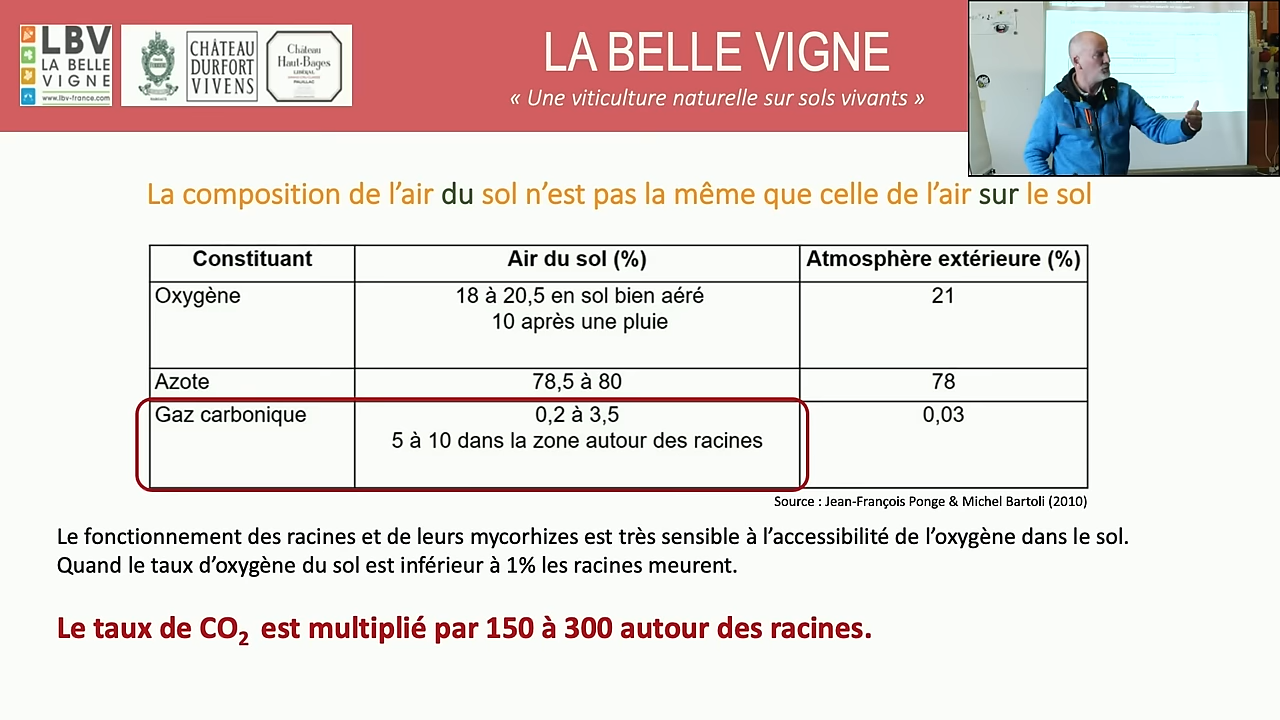 LBV
LA BELLE
VIGNE
www.lbv-france.com
CHÂTEAU
DURFORT
VIVENS
Château
Haut-Bages
LIBÉRAL
PAUILLAC
LA BELLE VIGNE
« Une viticulture naturelle sur sols vivants »
La composition de l’air du sol n’est pas la même que celle de l’air sur le sol
Constituant Air du sol (%) Atmosphère extérieure (%)
Oxygène 18 à 20,5 en sol bien aéré 21
10 après une pluie
Azote 78,5 à 80 78
Gaz carbonique 0,2 à 3,5 0,03
5 à 10 dans la zone autour des racines
Source : Jean-François Ponge & Michel Bartoli (2010)
Le fonctionnement des racines et de leurs mycorhizes est très sensible à l’accessibilité de l’oxygène dans le sol.
Quand le taux d’oxygène du sol est inférieur à 1% les racines meurent.
Le taux de CO₂ est multiplié par 150 à 300 autour des racines.